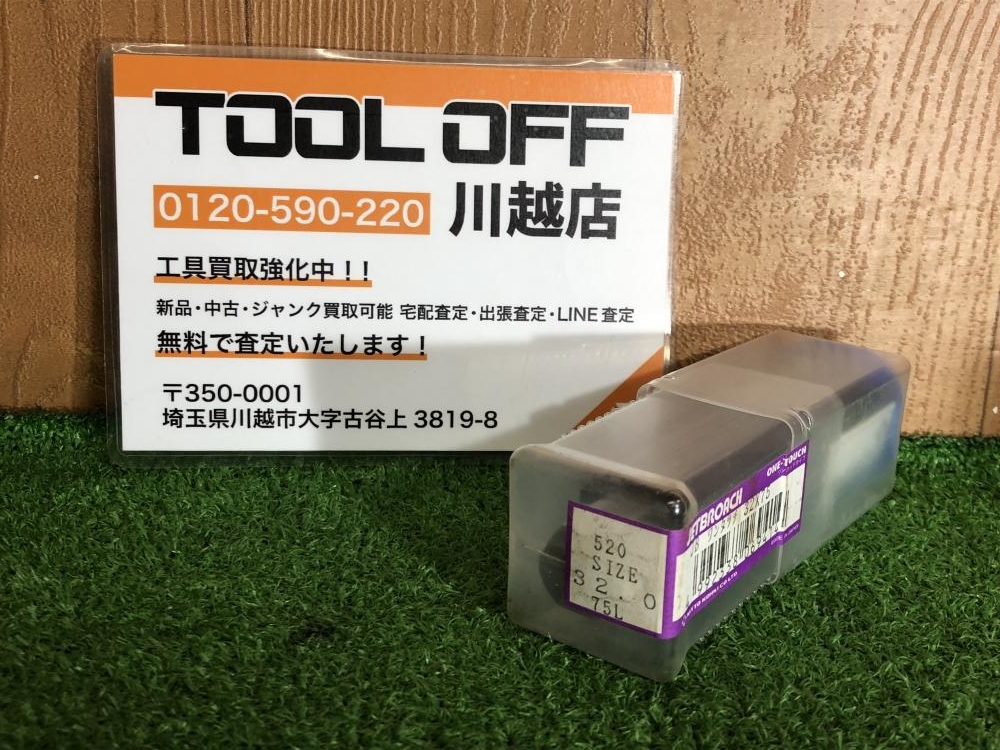 TOOL OFF
0120-590-220 川越店
工具買取強化中!!
新品・中古・ジャンク買取可能 宅配査定・出張査定・LINE査定
無料で査定いたします!
〒350-0001
埼玉県川越市大字古谷上 3819-8
520
SIZE
32.0
75L
JETBROACH
ONE-TOUCH